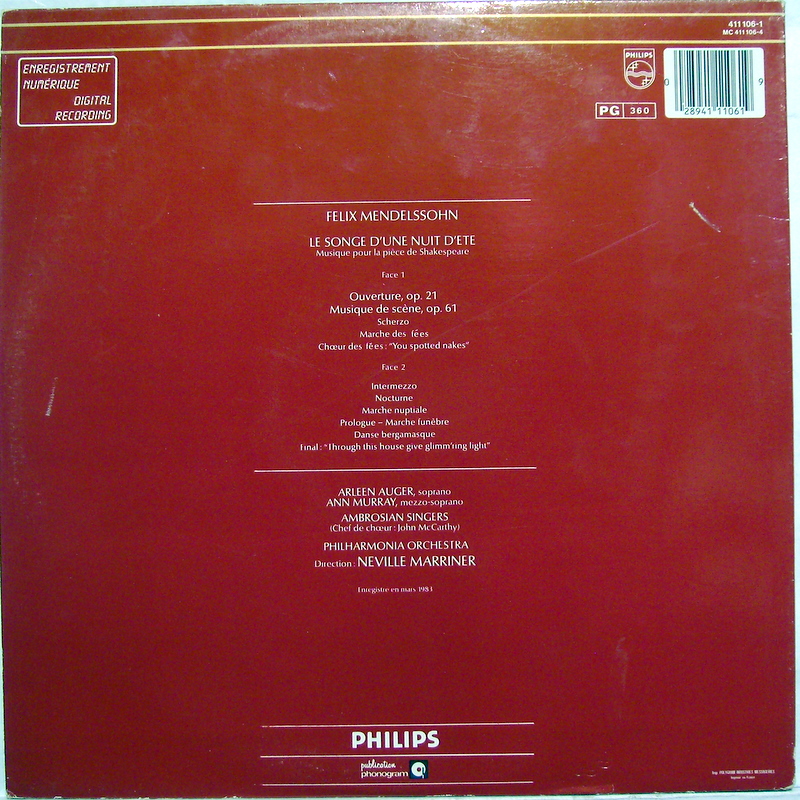 411 106-1
MC 411 106-4
ENREGISTREMENT
NUMÉRIQUE
DIGITAL
RECORDING
PHILIPS
PG 360
0 28941 11061 9
FELIX MENDELSSOHN
LE SONGE D'UNE NUIT D'ETE
Musique pour la pièce de Shakespeare
Face 1
Ouverture, op. 21
Musique de scène, op. 61
Scherzo
Marche des fées
Chœur des fées : "You spotted nakes"
Face 2
Intermezzo
Nocturne
Marche nuptiale
Prologue – Marche funèbre
Danse bergamasque
Final : "Through this house give glimm'ring light"
ARLEEN AUGER, soprano
ANN MURRAY, mezzo-soprano
AMBROSIAN SINGERS
(Chef de chœur : John McCarthy)
PHILHARMONIA ORCHESTRA
Direction : NEVILLE MARRINER
Enregistre en mars 1983
PHILIPS
publication
phonogram